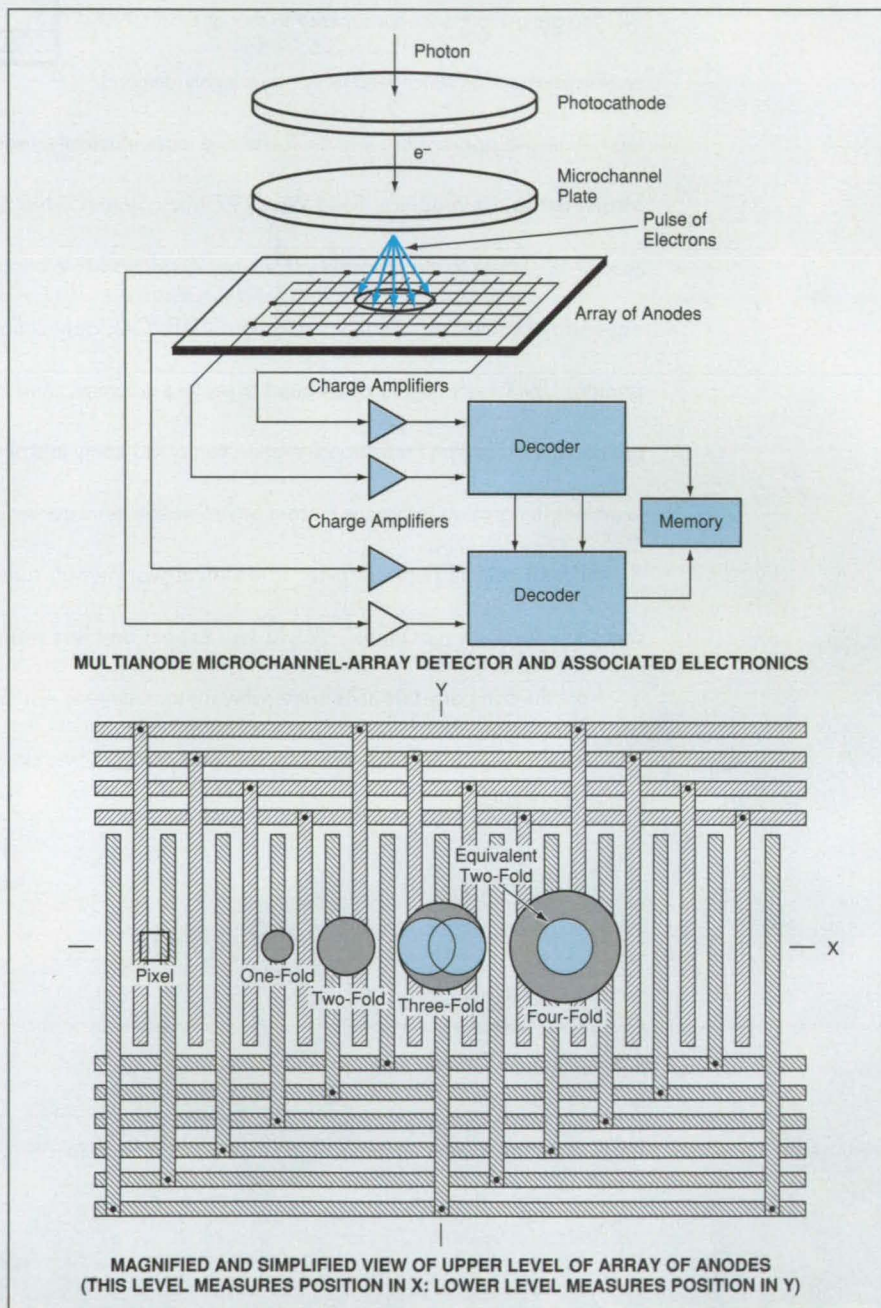 Photon
Photocathode
e–
Microchannel
Plate
Pulse of
Electrons
Array of Anodes
Charge Amplifiers
Decoder
Charge Amplifiers
Memory
Decoder
MULTIANODE MICROCHANNEL-ARRAY DETECTOR AND ASSOCIATED ELECTRONICS
Y
Equivalent
Two-Fold
X
Pixel
One-Fold
Two-Fold
Three-Fold
Four-Fold
MAGNIFIED AND SIMPLIFIED VIEW OF UPPER LEVEL OF ARRAY OF ANODES
(THIS LEVEL MEASURES POSITION IN X: LOWER LEVEL MEASURES POSITION IN Y)